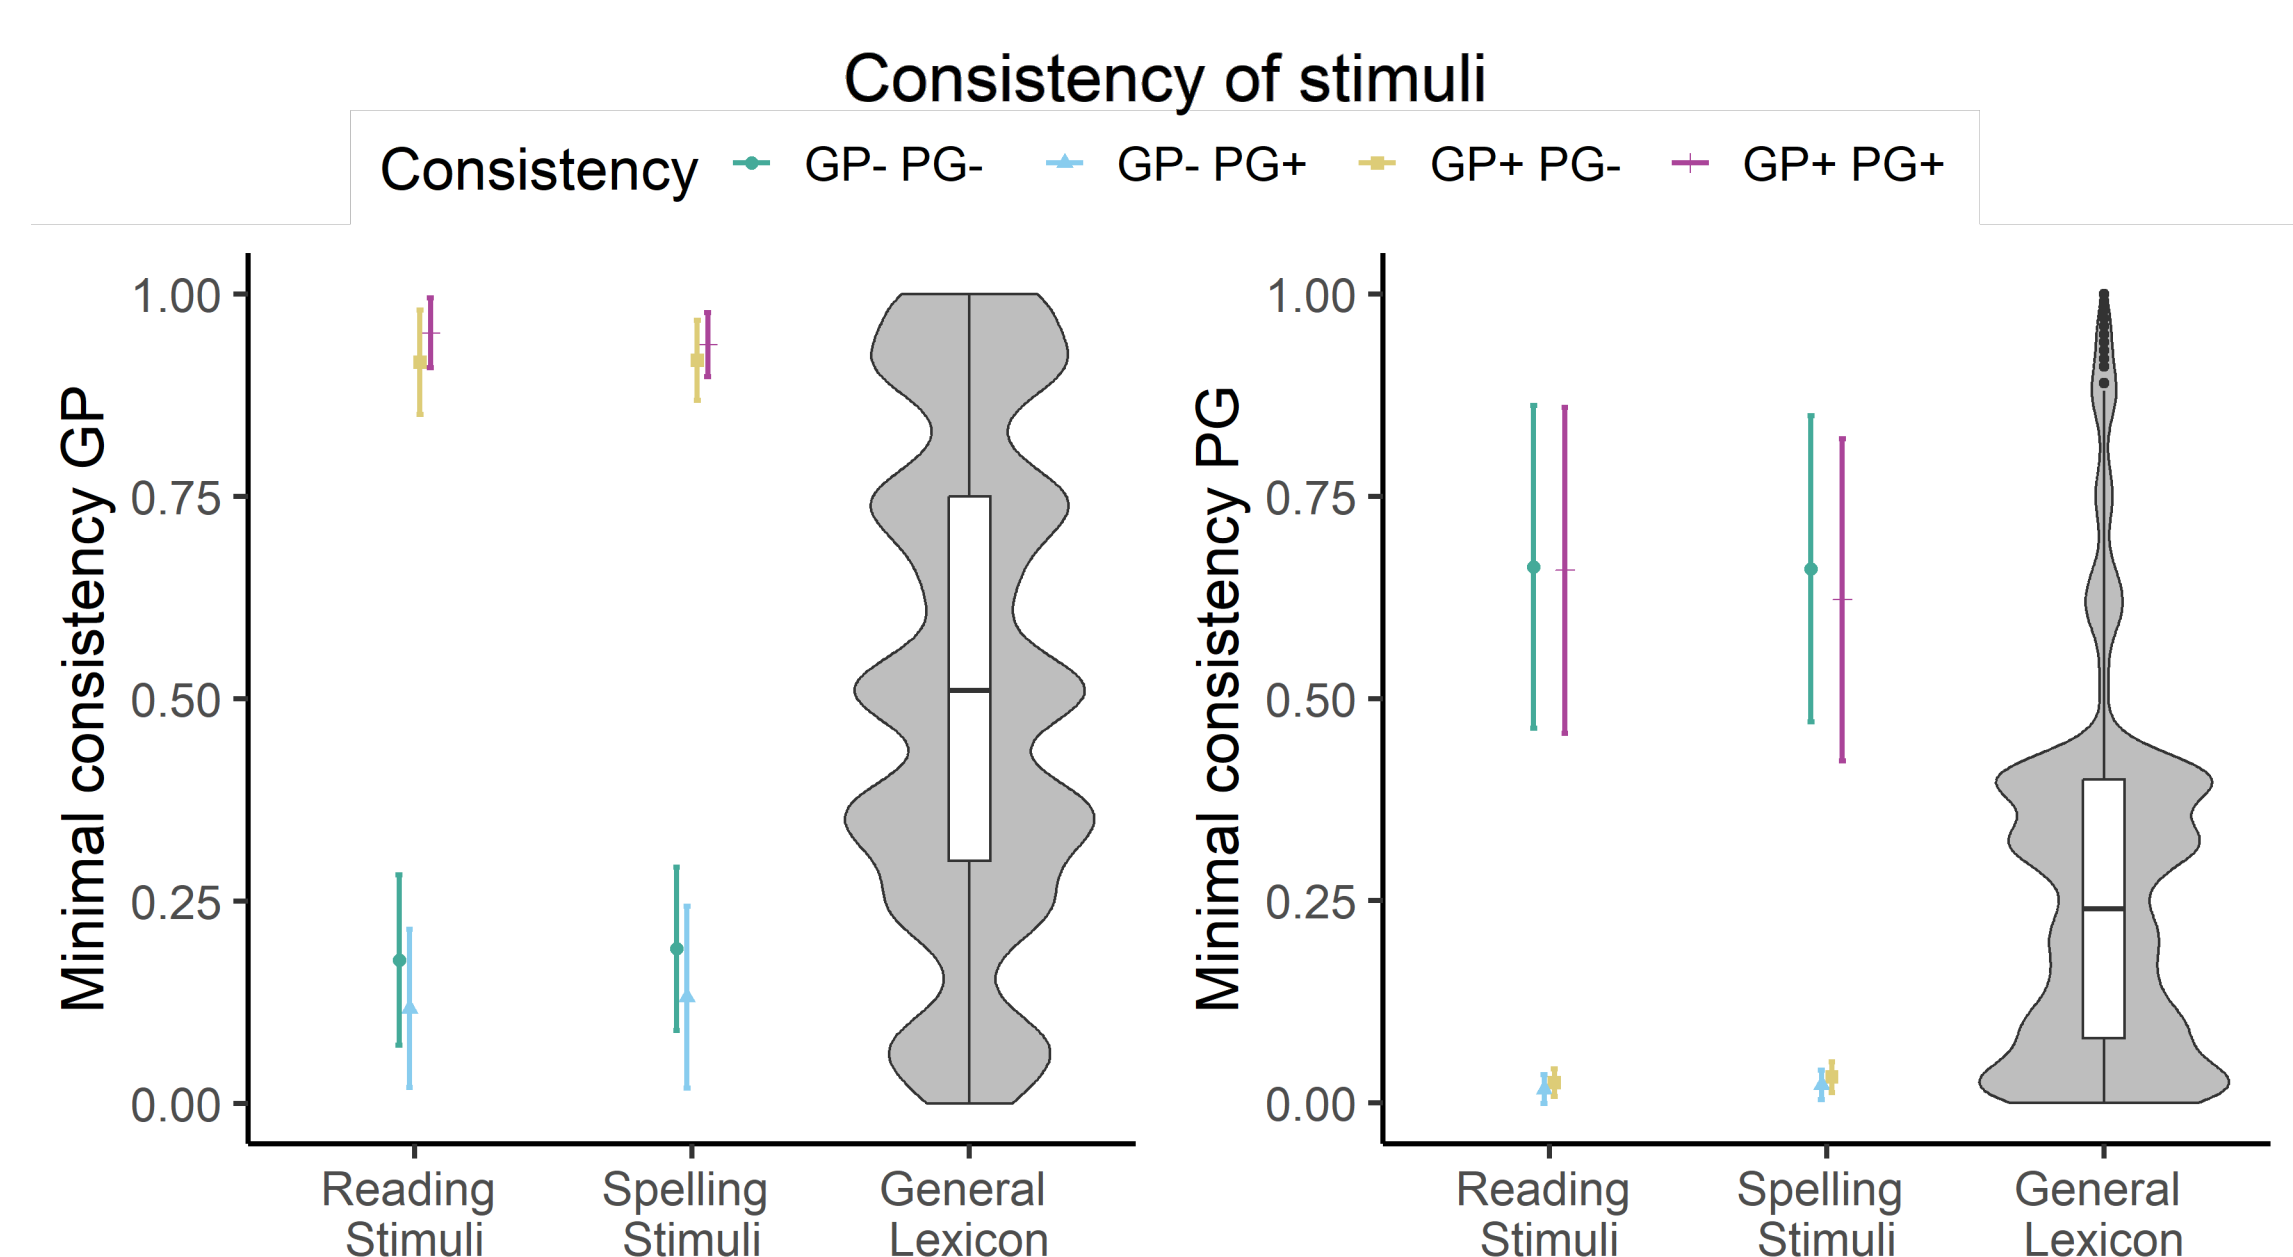 Consistency of stimuli
Consistency GP- PG- GP- PG+ GP+ PG- GP+ PG+
Minimal consistency GP
1.00
0.75
0.50
0.25
0.00
Reading Stimuli
Spelling Stimuli
General Lexicon
Minimal consistency PG
1.00
0.75
0.50
0.25
0.00
Reading Stimuli
Spelling Stimuli
General Lexicon